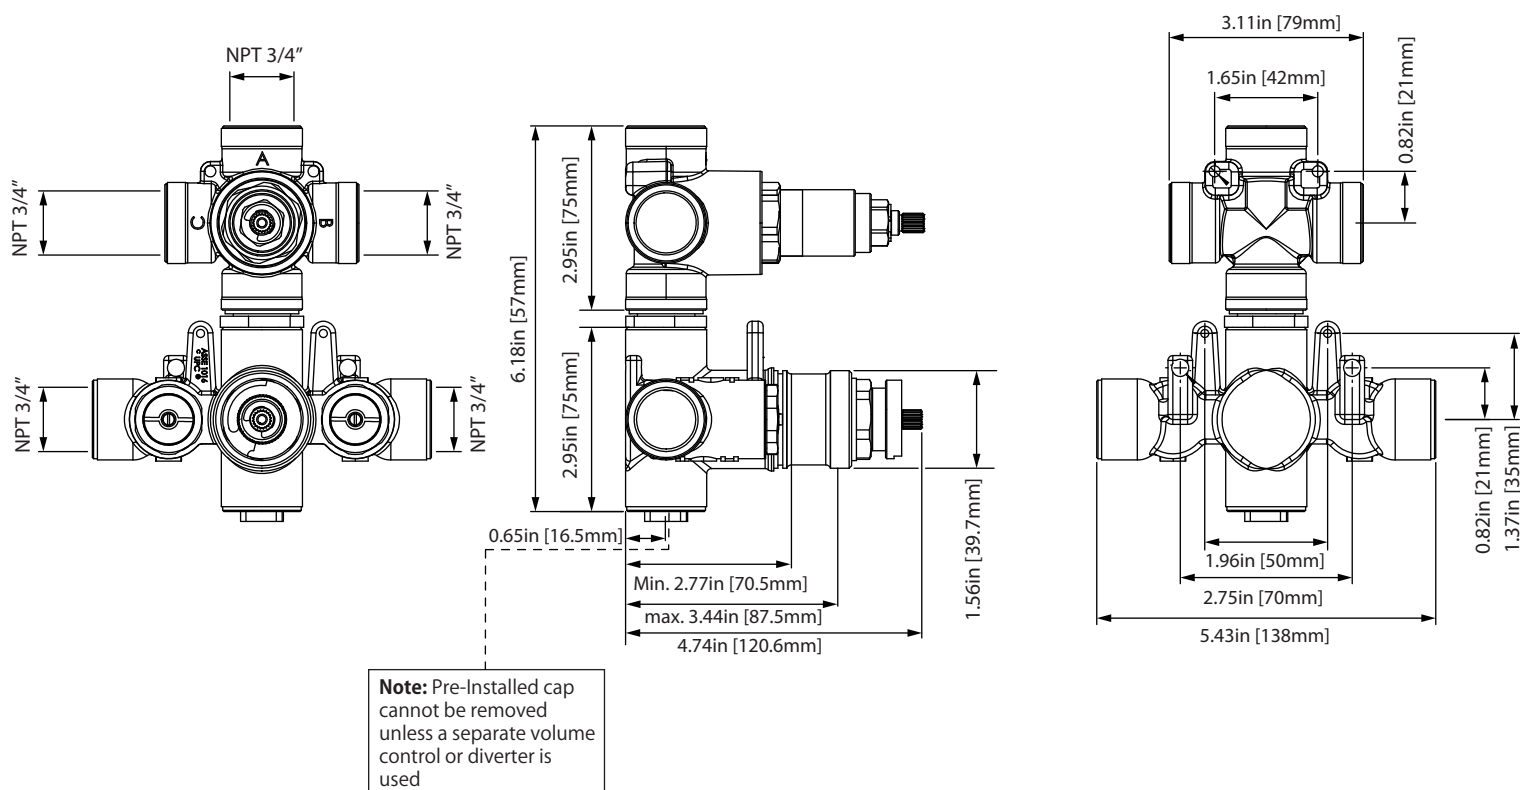 NPT 3/4”
NPT 3/4”
NPT 3/4”
A
C
B
ASSE 1016
c UPC ®
NPT 3/4”
NPT 3/4”
2.95in [75mm]
6.18in [57mm]
2.95in [75mm]
0.65in [16.5mm]
Min. 2.77in [70.5mm]
max. 3.44in [87.5mm]
4.74in [120.6mm]
1.56in [39.7mm]
Note: Pre-Installed cap
cannot be removed
unless a separate volume
control or diverter is
used
3.11in [79mm]
1.65in [42mm]
0.82in [21mm]
0.82in [21mm]
1.37in [35mm]
1.96in [50mm]
2.75in [70mm]
5.43in [138mm]